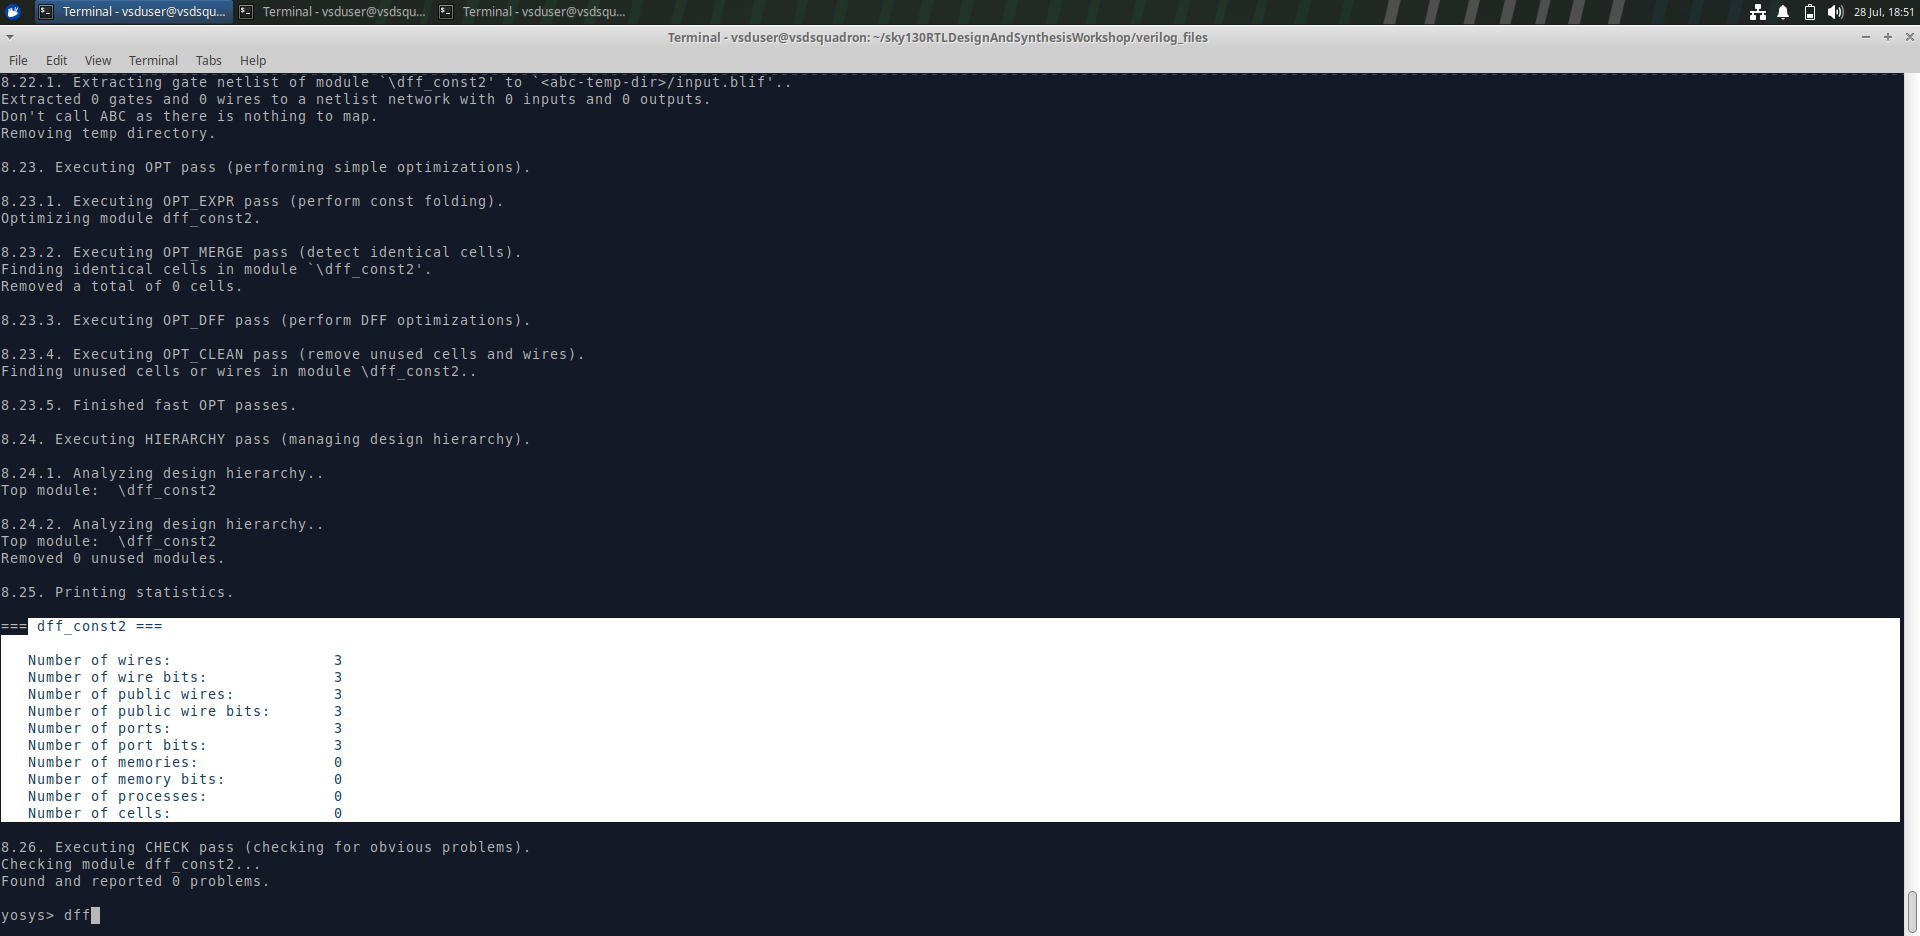 Terminal - vsduser@vsdsqu...
Terminal - vsduser@vsdsqu...
Terminal - vsduser@vsdsqu...
28 Jul, 18:51
Terminal - vsduser@vsdsquadron: ~/sky130RTLDesignAndSynthesisWorkshop/verilog_files
File Edit View Terminal Tabs Help
8.22.1. Extracting gate netlist of module `\dff_const2' to `<abc-temp-dir>/input.blif'..
Extracted 0 gates and 0 wires to a netlist network with 0 inputs and 0 outputs.
Don't call ABC as there is nothing to map.
Removing temp directory.
8.23. Executing OPT pass (performing simple optimizations).
8.23.1. Executing OPT_EXPR pass (perform const folding).
Optimizing module dff_const2.
8.23.2. Executing OPT_MERGE pass (detect identical cells).
Finding identical cells in module `\dff_const2'.
Removed a total of 0 cells.
8.23.3. Executing OPT_DFF pass (perform DFF optimizations).
8.23.4. Executing OPT_CLEAN pass (remove unused cells and wires).
Finding unused cells or wires in module \dff_const2..
8.23.5. Finished fast OPT passes.
8.24. Executing HIERARCHY pass (managing design hierarchy).
8.24.1. Analyzing design hierarchy..
Top module:  \dff_const2
8.24.2. Analyzing design hierarchy..
Top module:  \dff_const2
Removed 0 unused modules.
8.25. Printing statistics.
=== dff_const2 ===
Number of wires: 3
Number of wire bits: 3
Number of public wires: 3
Number of public wire bits: 3
Number of ports: 3
Number of port bits: 3
Number of memories: 0
Number of memory bits: 0
Number of processes: 0
Number of cells: 0
8.26. Executing CHECK pass (checking for obvious problems).
Checking module dff_const2...
Found and reported 0 problems.
yosys> dff